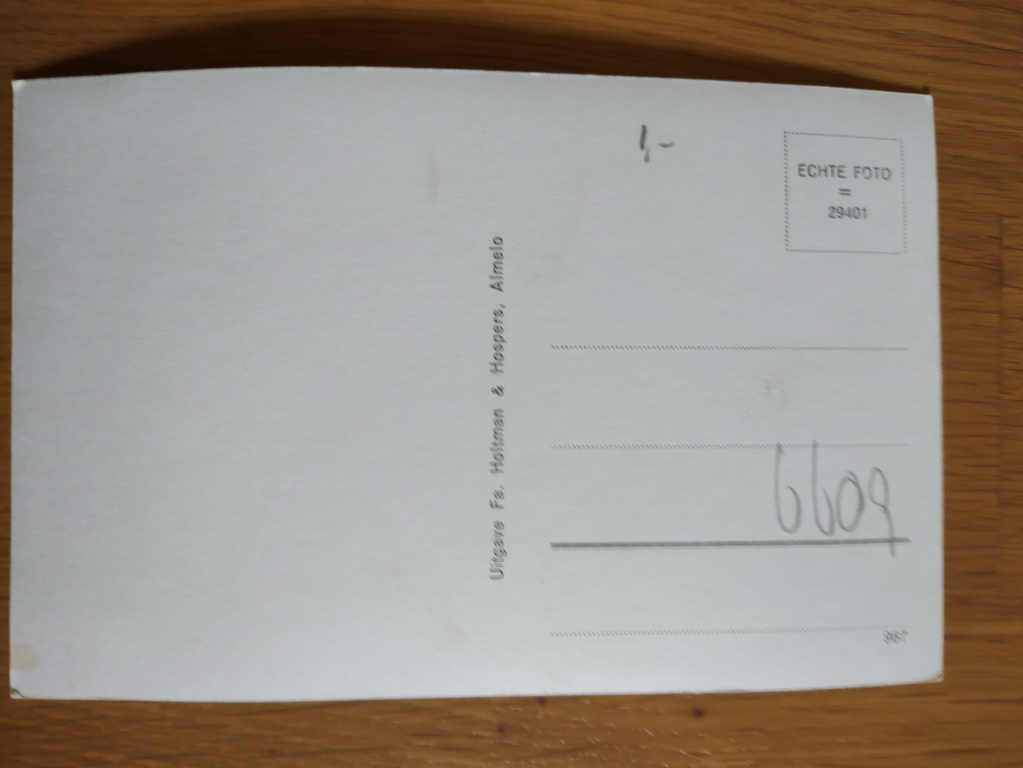 1,-
ECHTE FOTO
=
29401
Uitgave Fa. Holtman & Hospers, Almelo
6609
967